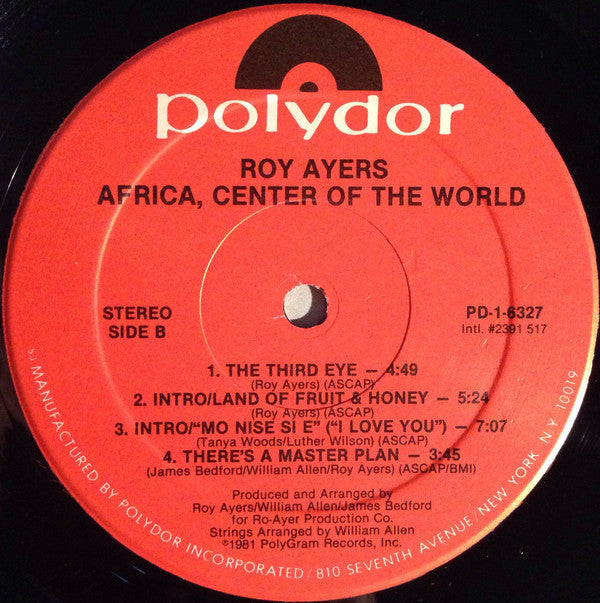 polydor
ROY AYERS
AFRICA, CENTER OF THE WORLD
STEREO
SIDE B
PD-1-6327
Intl. #2391 517
1. THE THIRD EYE — 4:49
(Roy Ayers) (ASCAP)
2. INTRO/LAND OF FRUIT & HONEY — 5:24
(Roy Ayers) (ASCAP)
3. INTRO/“MO NISE SI E” (“I LOVE YOU”) — 7:07
(Tanya Woods/Luther Wilson) (ASCAP)
4. THERE'S A MASTER PLAN — 3:45
(James Bedford/William Allen/Roy Ayers) (ASCAP/BMI)
Produced and Arranged by
Roy Ayers/William Allen/James Bedford
for Ro-Ayer Production Co.
Strings Arranged by William Allen
℗1981 PolyGram Records, Inc.
MANUFACTURED BY POLYDOR INCORPORATED/810 SEVENTH AVENUE/NEW YORK, N.Y. 10019